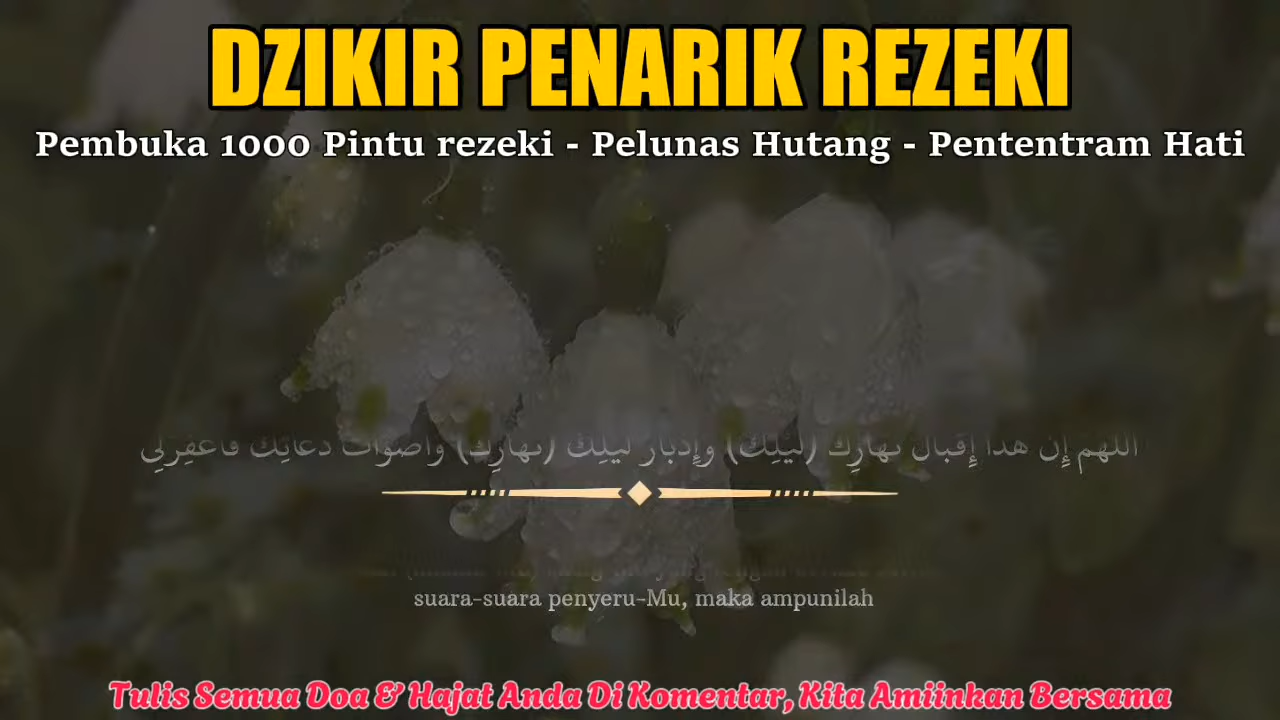 DZIKIR PENARIK REZEKI
Pembuka 1000 Pintu rezeki - Pelunas Hutang - Pententram Hati
اللهم إن هذا إقبال نهارك (ليلك) وإدبار ليلك (نهارك) وأصوات دعاتك فاغفرلي
suara-suara penyeru-Mu, maka ampunilah
Tulis Semua Doa & Hajat Anda Di Komentar, Kita Amiinkan Bersama